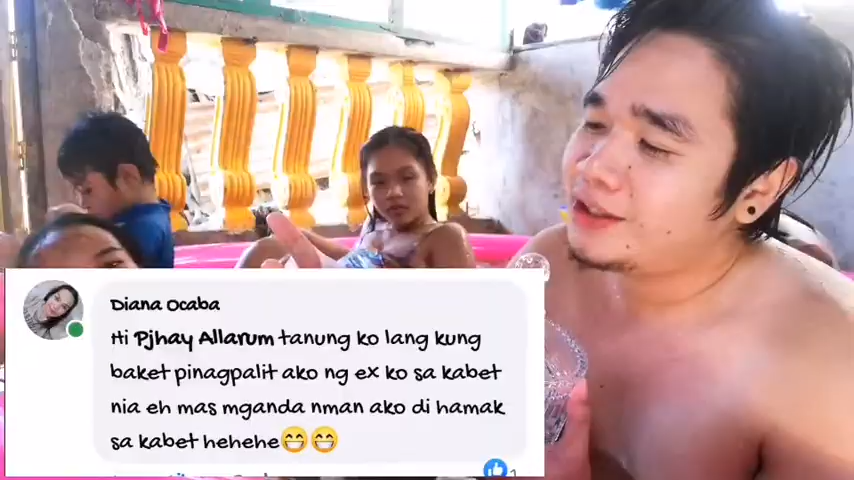 Diana Ocaba
Hi Pjhay Allarum tanung ko lang kung
baket pinagpalit ako ng ex ko sa kabet
nia eh mas mganda nman ako di hamak
sa kabet hehehe😁😁